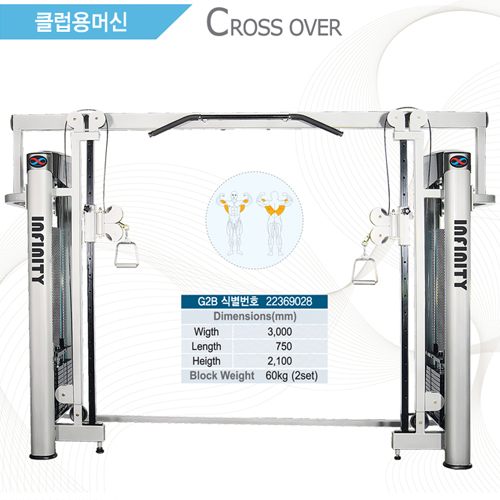 클럽용머신
CROSS OVER
INFINITY
INFINITY
G2B 식별번호 22369028
Dimensions(mm)
Wigth 3,000
Length 750
Heigth 2,100
Block Weight 60kg (2set)